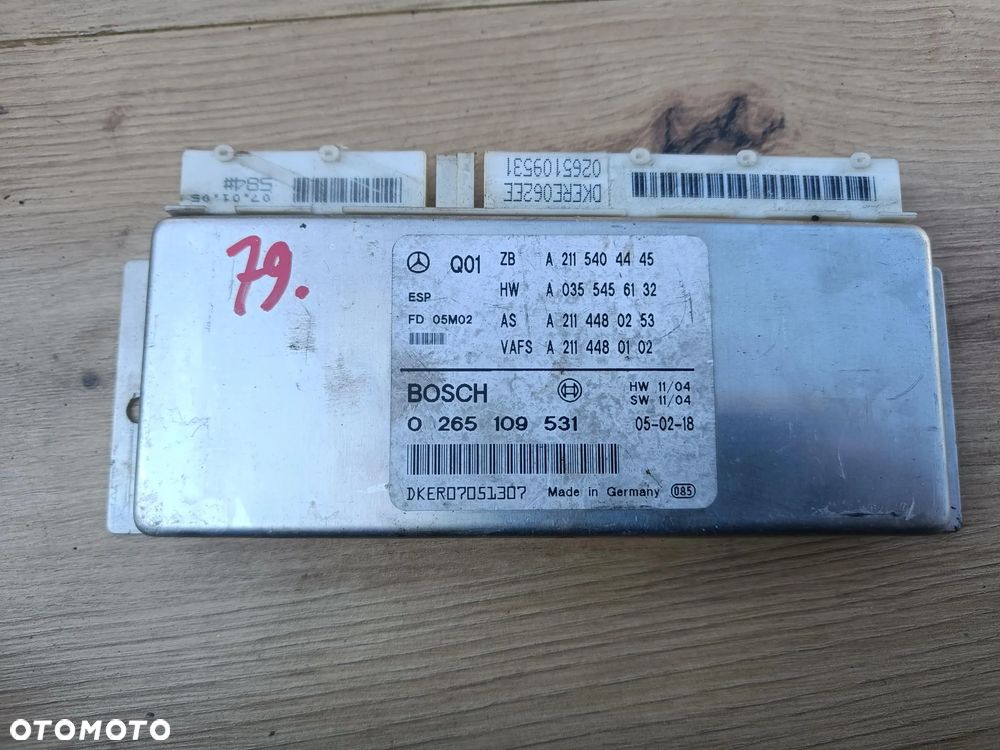 584#
07.01.05
DKERE062EE
0265109531
79.
Q01
ZB A 211 540 44 45
ESP
HW A 035 545 61 32
FD 05M02
AS A 211 448 02 53
VAFS A 211 448 01 02
BOSCH
HW 11/04
SW 11/04
0 265 109 531
05-02-18
DKER07051307
Made in Germany
085
OTOMOTO